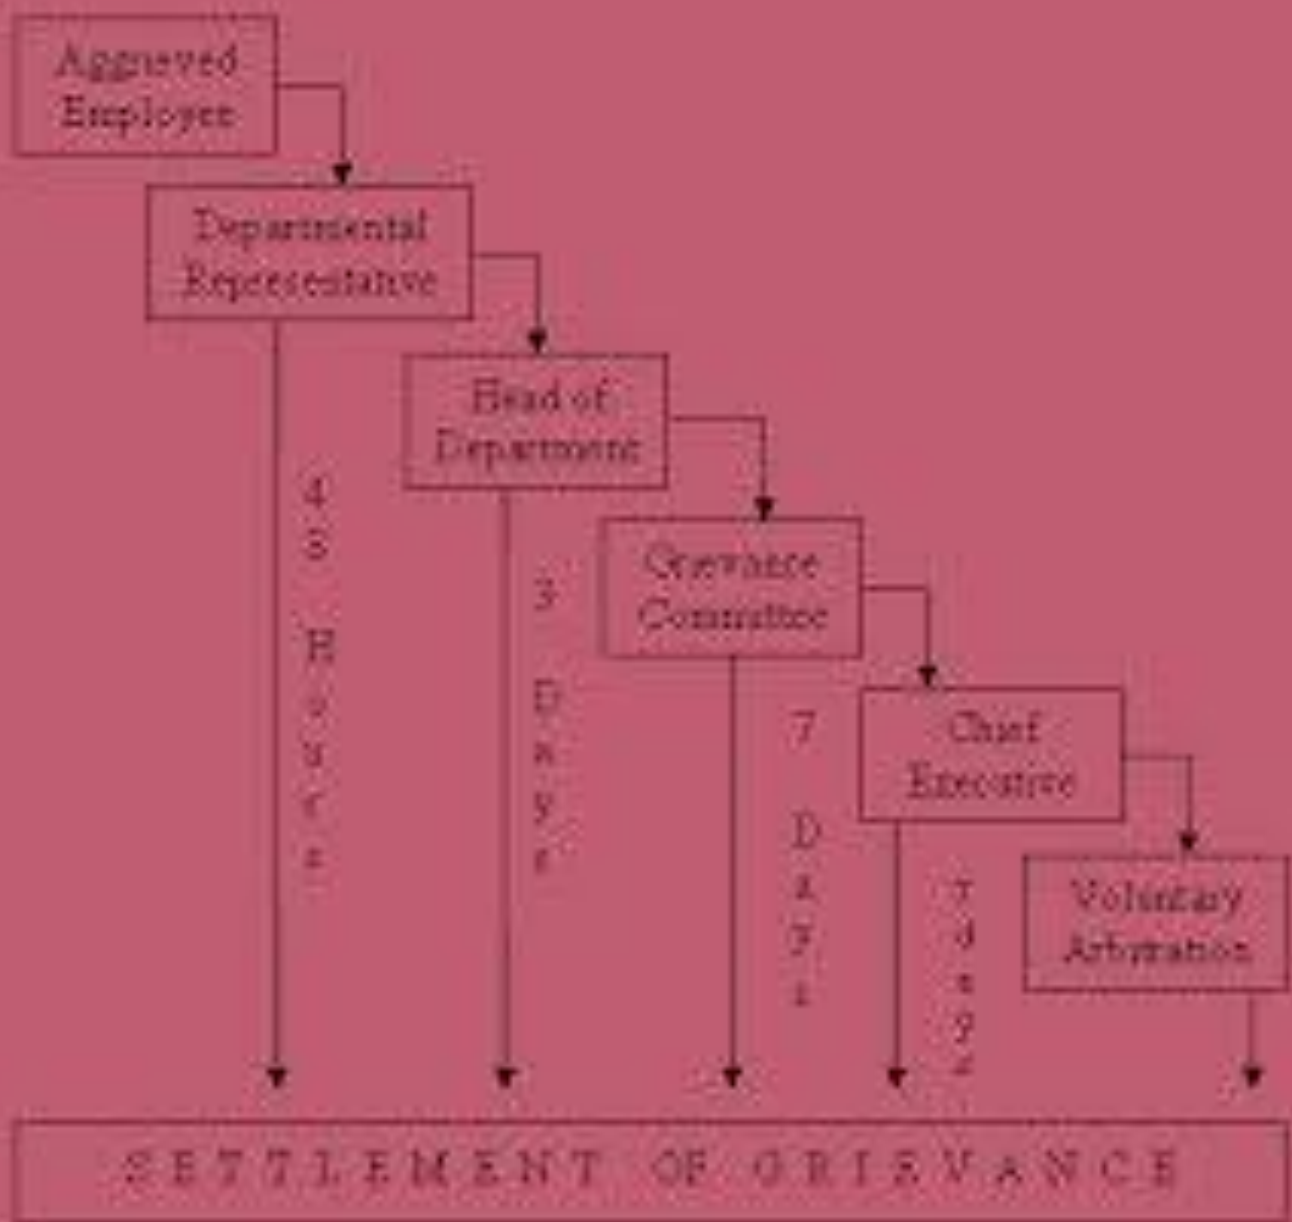 Aggrieved
Employee
Departmental
Representative
Head of
Department
Grievance
Committee
Chief
Executive
Voluntary
Arbitration
48 Hours
3 Days
7 Days
7 days
SETTLEMENT OF GRIEVANCE